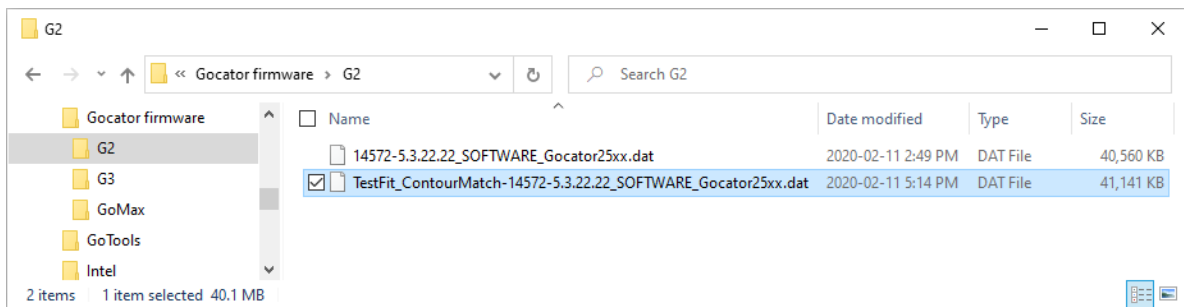 G2
« Gocator firmware › G2
Search G2
Gocator firmware
G2
G3
GoMax
GoTools
Intel
Name Date modified Type Size
14572-5.3.22.22_SOFTWARE_Gocator25xx.dat 2020-02-11 2:49 PM DAT File 40,560 KB
TestFit_ContourMatch-14572-5.3.22.22_SOFTWARE_Gocator25xx.dat 2020-02-11 5:14 PM DAT File 41,141 KB
2 items 1 item selected 40.1 MB